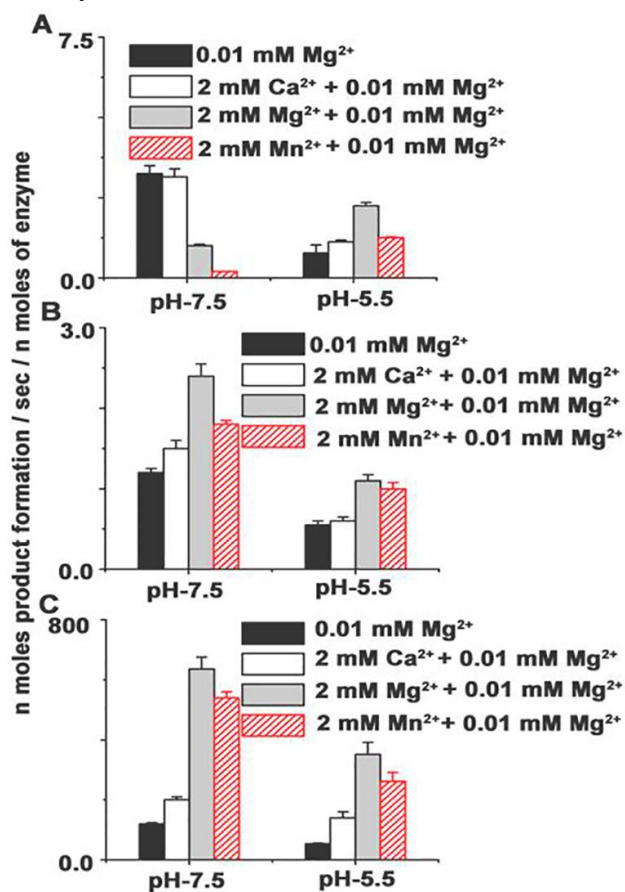 A
7.5
0.01 mM Mg²⁺
2 mM Ca²⁺ + 0.01 mM Mg²⁺
2 mM Mg²⁺ + 0.01 mM Mg²⁺
2 mM Mn²⁺ + 0.01 mM Mg²⁺
0.0
pH-7.5 pH-5.5
B
3.0
0.01 mM Mg²⁺
2 mM Ca²⁺ + 0.01 mM Mg²⁺
2 mM Mg²⁺ + 0.01 mM Mg²⁺
2 mM Mn²⁺ + 0.01 mM Mg²⁺
0.0
pH-7.5 pH-5.5
C
800
0.01 mM Mg²⁺
2 mM Ca²⁺ + 0.01 mM Mg²⁺
2 mM Mg²⁺ + 0.01 mM Mg²⁺
2 mM Mn²⁺ + 0.01 mM Mg²⁺
0.0
pH-7.5 pH-5.5
n moles product formation / sec / n moles of enzyme